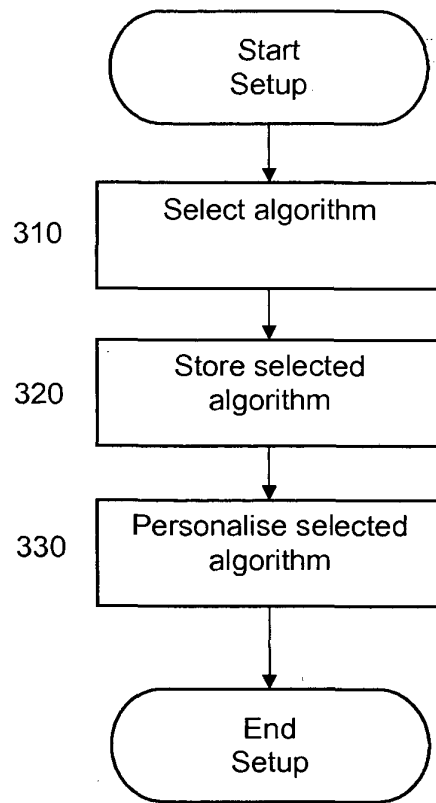 Start
Setup
310
Select algorithm
320
Store selected
algorithm
330
Personalise selected
algorithm
End
Setup